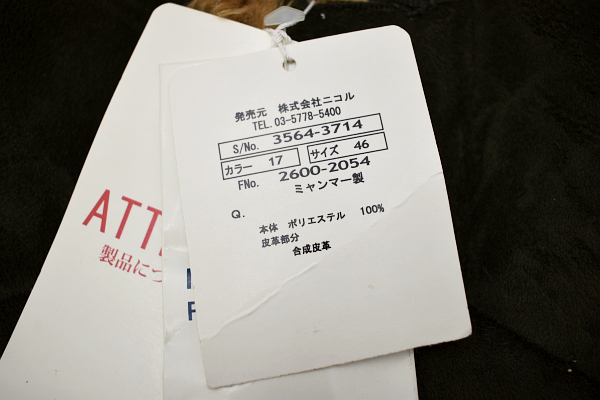 発売元 株式会社ニコル
TEL.03-5778-5400
S/No. 3564-3714
カラー 17 サイズ 46
FNo. 2600-2054
ミャンマー製
Q.
本体 ポリエステル 100%
皮革部分
合成皮革
ATT
製品につ